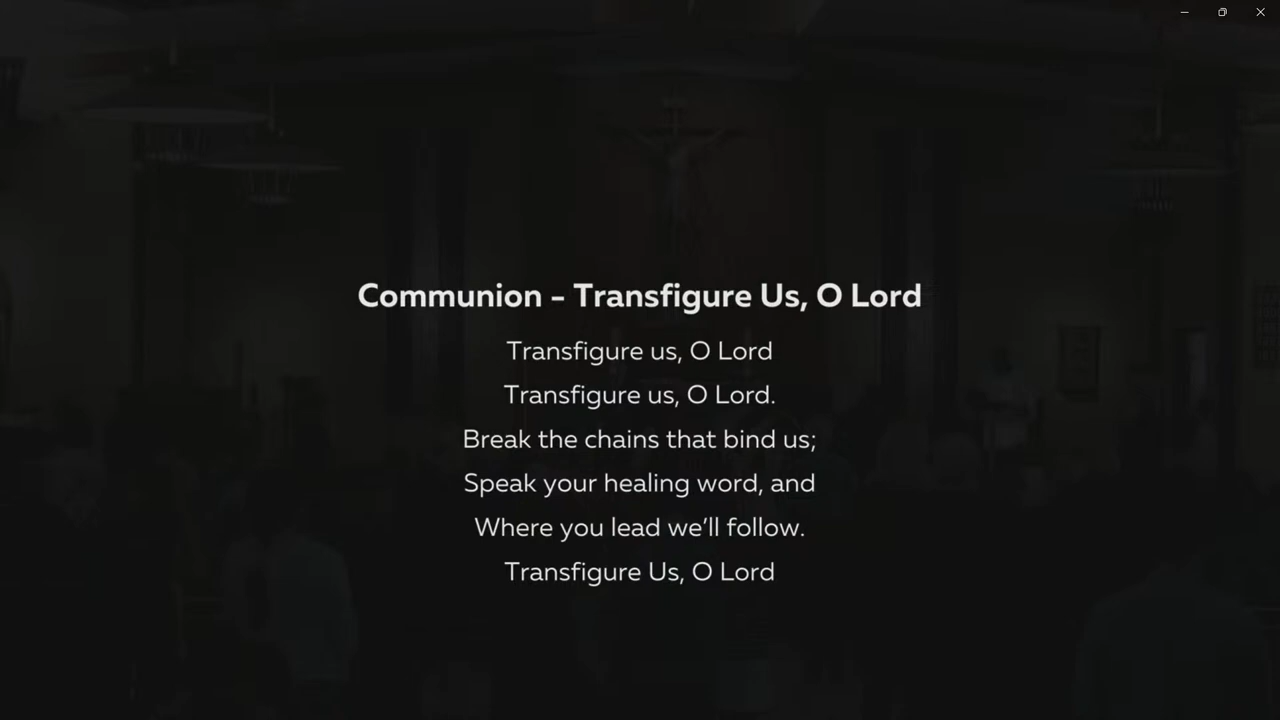 Communion - Transfigure Us, O Lord
Transfigure us, O Lord
Transfigure us, O Lord.
Break the chains that bind us;
Speak your healing word, and
Where you lead we’ll follow.
Transfigure Us, O Lord